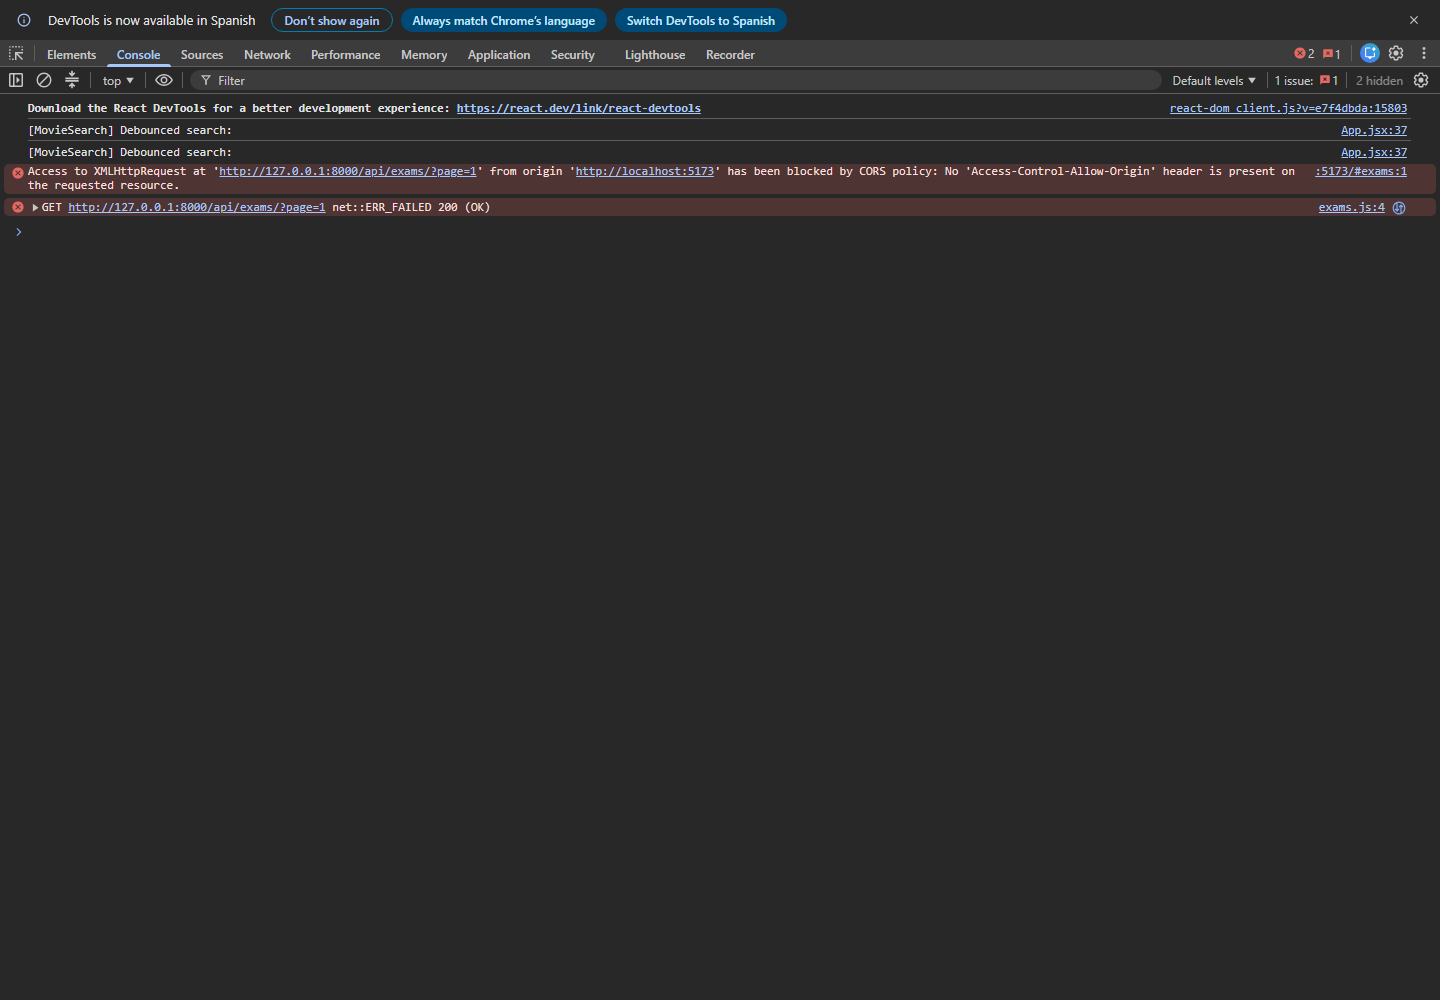 DevTools is now available in Spanish Don't show again Always match Chrome's language Switch DevTools to Spanish
Elements Console Sources Network Performance Memory Application Security Lighthouse Recorder 2 1
top Filter Default levels 1 issue: 1 2 hidden
Download the React DevTools for a better development experience: https://react.dev/link/react-devtools react-dom client.js?v=e7f4dbda:15803
[MovieSearch] Debounced search: App.jsx:37
[MovieSearch] Debounced search: App.jsx:37
Access to XMLHttpRequest at 'http://127.0.0.1:8000/api/exams/?page=1' from origin 'http://localhost:5173' has been blocked by CORS policy: No 'Access-Control-Allow-Origin' header is present on :5173/#exams:1
the requested resource.
GET http://127.0.0.1:8000/api/exams/?page=1 net::ERR_FAILED 200 (OK) exams.js:4